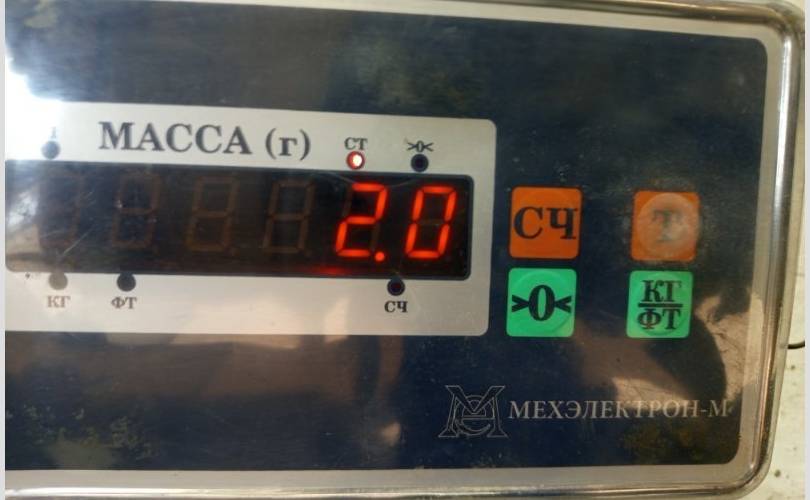 МАССА (г)
СТ
>0<
2.0
КГ
ФТ
СЧ
СЧ
Т
>0<
КГ
ФТ
МЕХЭЛЕКТРОН-М